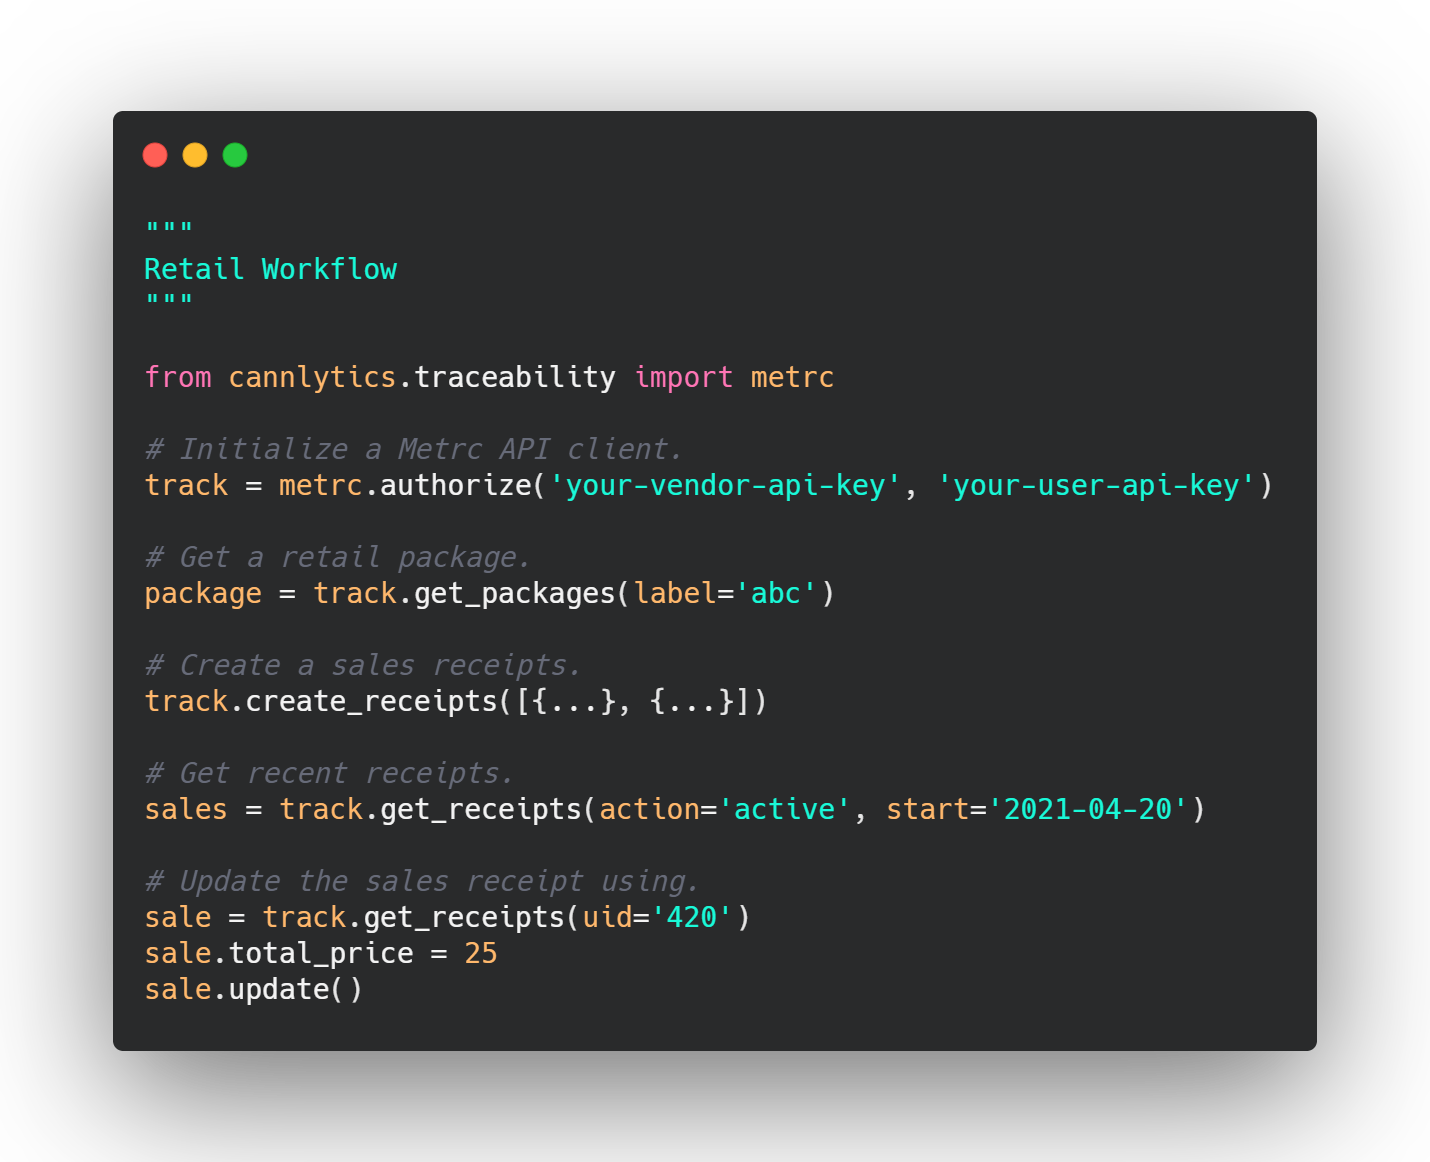 """
Retail Workflow
"""
from cannlytics.traceability import metrc
# Initialize a Metrc API client.
track = metrc.authorize('your-vendor-api-key', 'your-user-api-key')
# Get a retail package.
package = track.get_packages(label='abc')
# Create a sales receipts.
track.create_receipts([{...}, {...}])
# Get recent receipts.
sales = track.get_receipts(action='active', start='2021-04-20')
# Update the sales receipt using.
sale = track.get_receipts(uid='420')
sale.total_price = 25
sale.update()